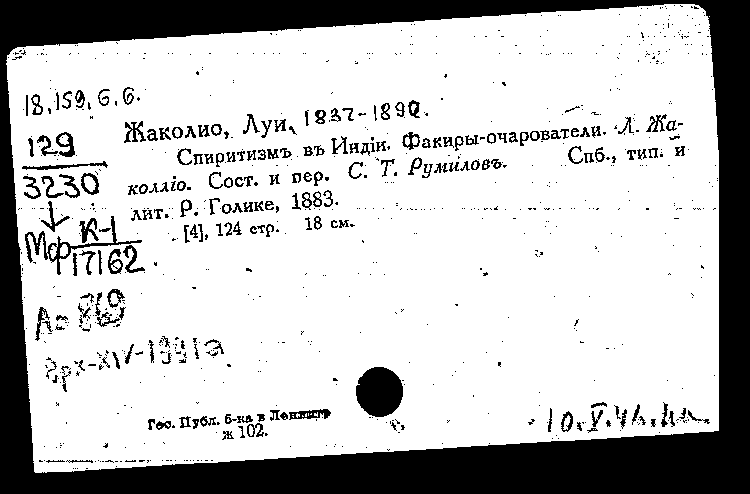 18.159.6.6.
129
3230
Мф К-1
17162
Жаколио, Луи, 1837-1890.
Спиритизмъ въ Индіи. Факиры-очарователи. Л. Жа-
колліо. Сост. и пер. С. Т. Румиловъ. Спб., тип. и
лит. Р. Голике, 1883.
[4], 124 стр. 18 см.
Гос. Публ. б-ка в Ленингр
ж 102.